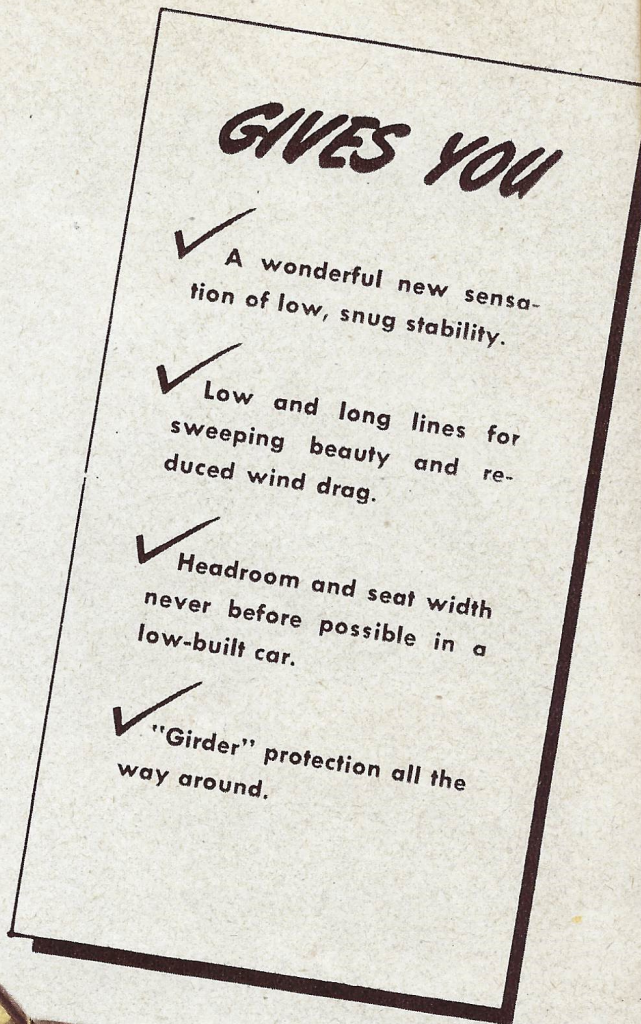 GIVES YOU
A wonderful new sensa-
tion of low, snug stability.
Low and long lines for
sweeping beauty and re-
duced wind drag.
Headroom and seat width
never before possible in a
low-built car.
"Girder" protection all the
way around.